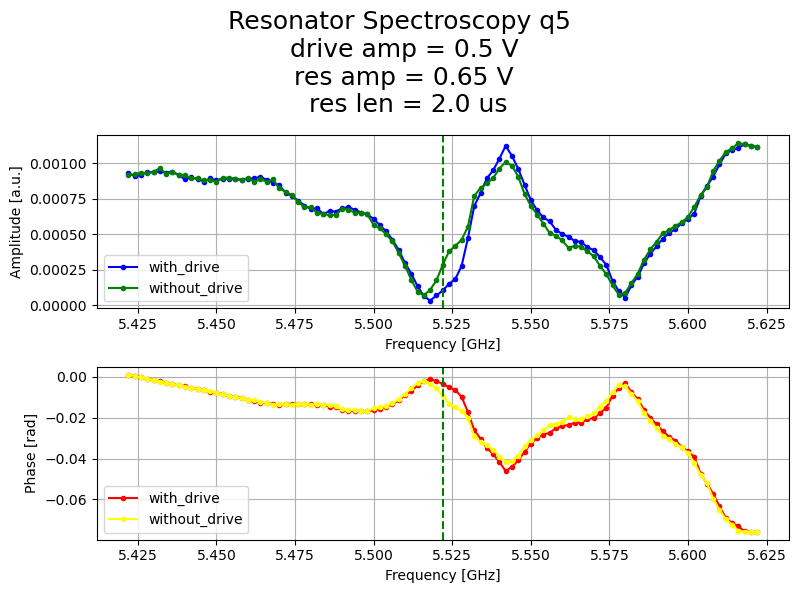 Resonator Spectroscopy q5
drive amp = 0.5 V
res amp = 0.65 V
res len = 2.0 us
Amplitude [a.u.]
0.00100
0.00075
0.00050
0.00025
0.00000
with_drive
without_drive
5.425 5.450 5.475 5.500 5.525 5.550 5.575 5.600 5.625
Frequency [GHz]
Phase [rad]
0.00
−0.02
−0.04
−0.06
with_drive
without_drive
5.425 5.450 5.475 5.500 5.525 5.550 5.575 5.600 5.625
Frequency [GHz]